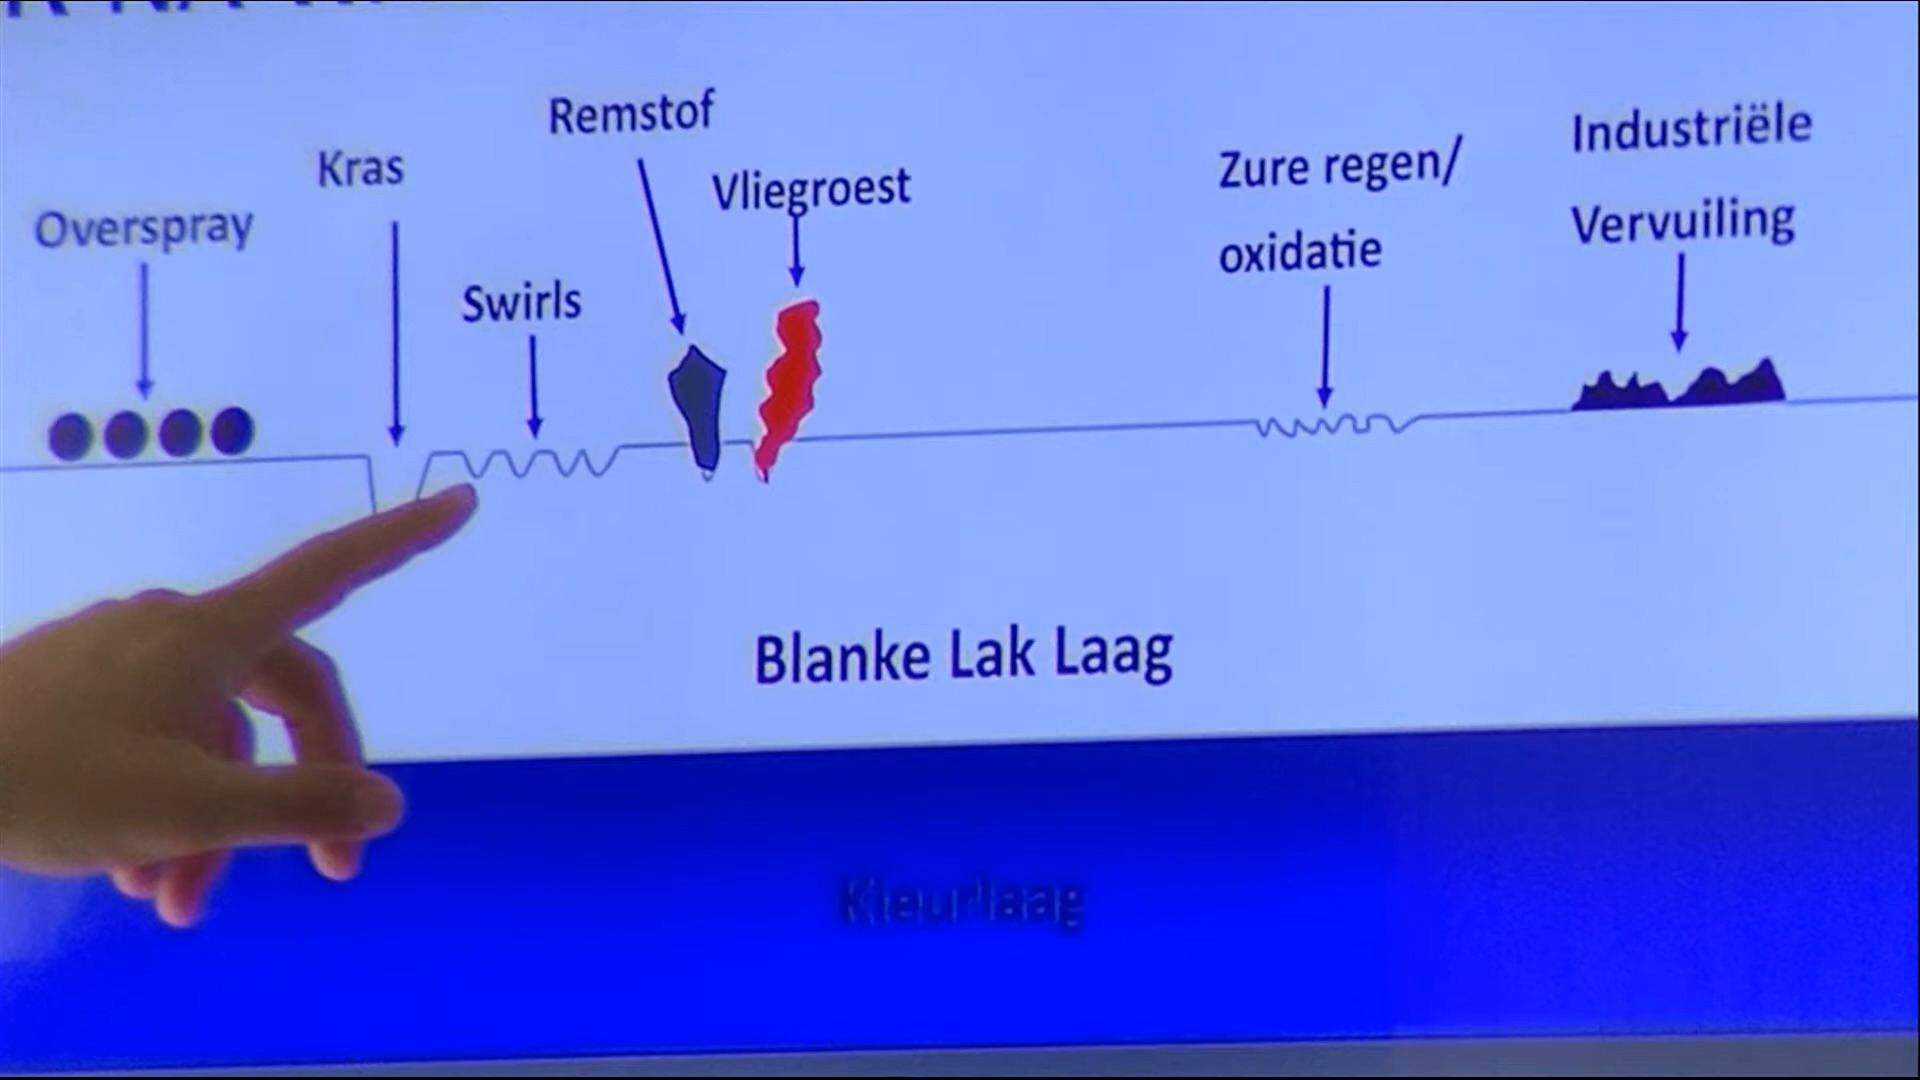 Overspray
Kras
Swirls
Remstof
Vliegroest
Zure regen/
oxidatie
Industriële
Vervuiling
Blanke Lak Laag
Kleurlaag